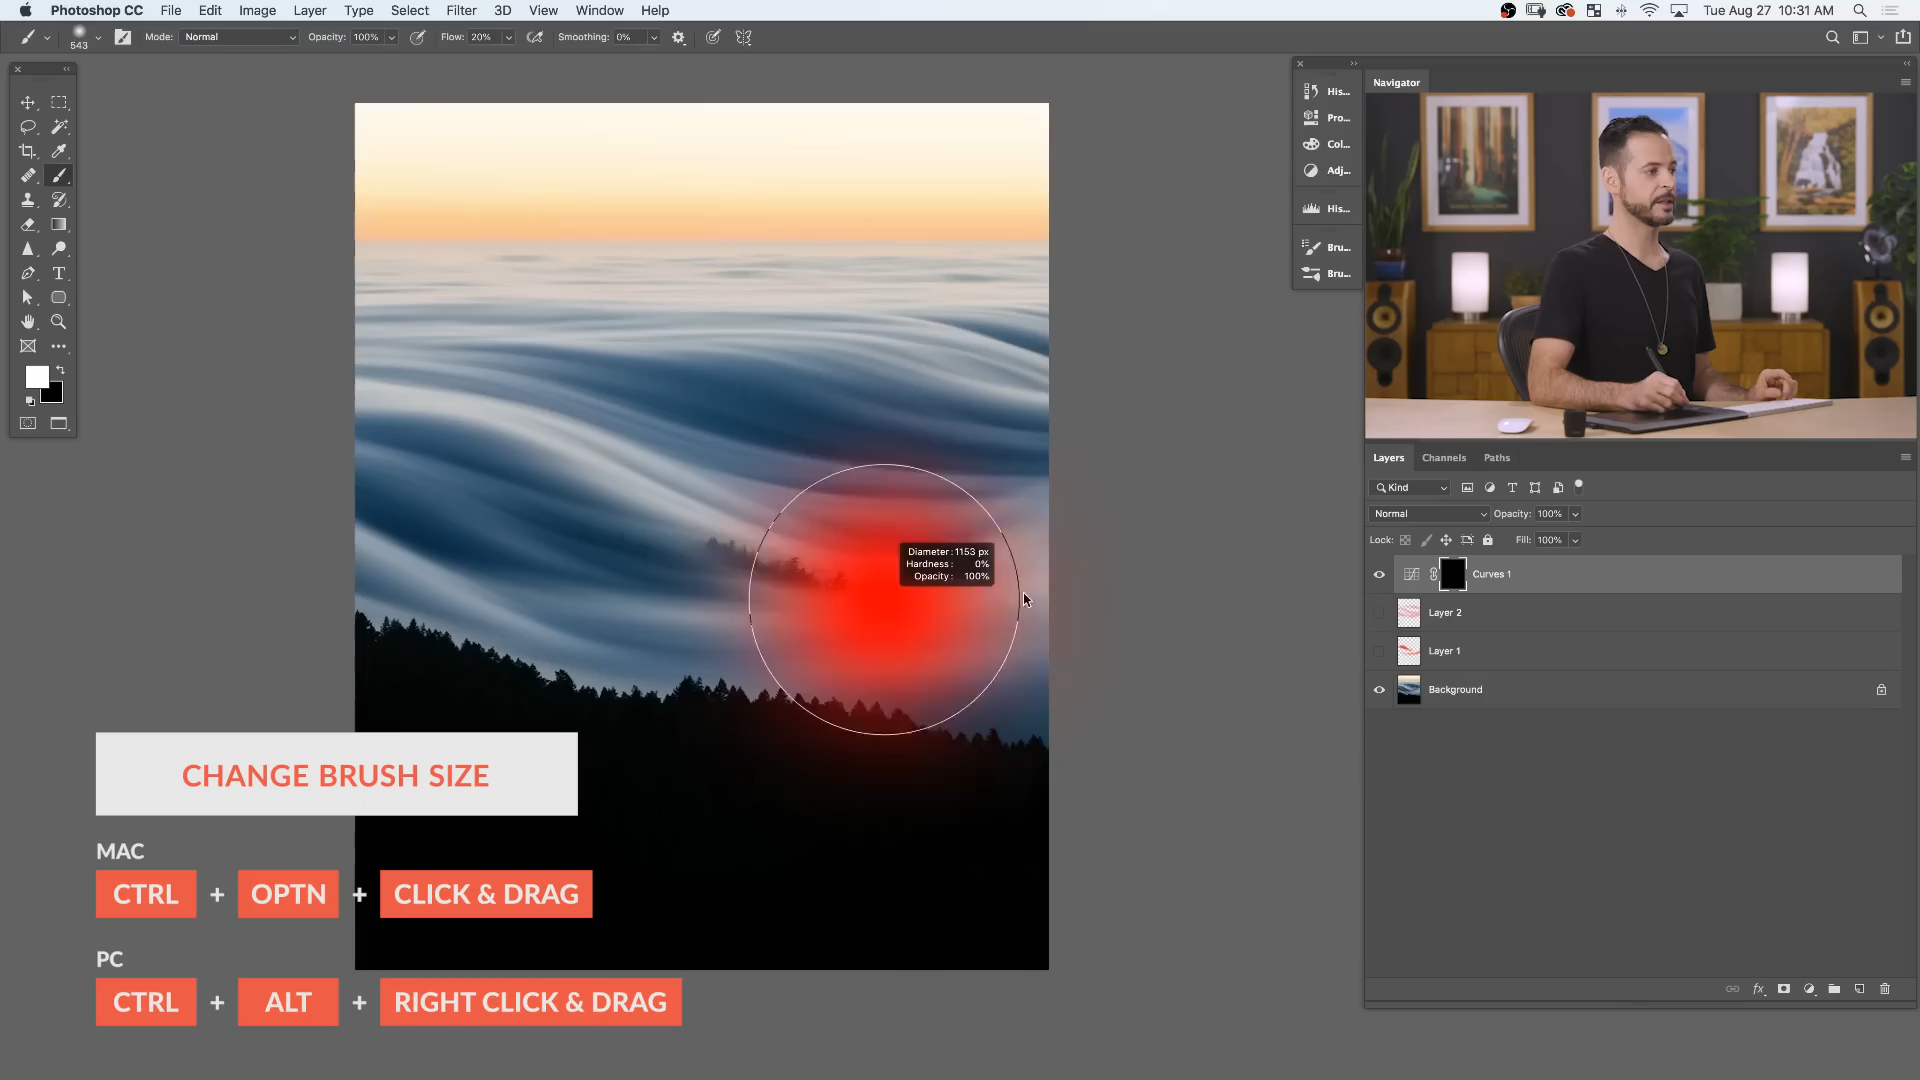 Photoshop CC File Edit Image Layer Type Select Filter 3D View Window Help Tue Aug 27 10:31 AM
543 Mode: Normal Opacity: 100% Flow: 20% Smoothing: 0%
His...
Pro...
Col...
Adj...
His...
Bru...
Bru...
Navigator
Diameter: 1153 px
Hardness: 0%
Opacity: 100%
Layers Channels Paths
Kind
Normal Opacity: 100%
Lock: Fill: 100%
Curves 1
Layer 2
Layer 1
Background
fx
CHANGE BRUSH SIZE
MAC
CTRL + OPTN + CLICK & DRAG
PC
CTRL + ALT + RIGHT CLICK & DRAG